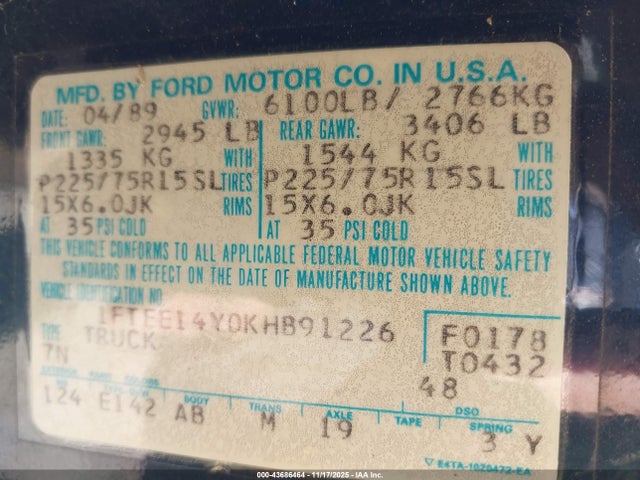 MFD. BY FORD MOTOR CO. IN U.S.A.
DATE: 04/89 GVWR: 6100LB/ 2766KG
FRONT GAWR: 2945 LB REAR GAWR: 3406 LB
1335 KG WITH 1544 KG WITH
P225/75R15SL TIRES P225/75R15SL TIRES
15X6.0JK RIMS 15X6.0JK RIMS
AT 35 PSI COLD AT 35 PSI COLD
THIS VEHICLE CONFORMS TO ALL APPLICABLE FEDERAL MOTOR VEHICLE SAFETY
STANDARDS IN EFFECT ON THE DATE OF MANUFACTURE SHOWN ABOVE.
VEHICLE IDENTIFICATION NO.
1FTEE14Y0KHB91226 F0178
TYPE TRUCK T0432
7N 48
EXTERIOR PAINT COLORS BODY TRANS AXLE TAPE DSO SPRING
124 E142 AB M 19 3 Y
E4TA-1020472-EA
000-43686464 - 11/17/2025 - IAA Inc.